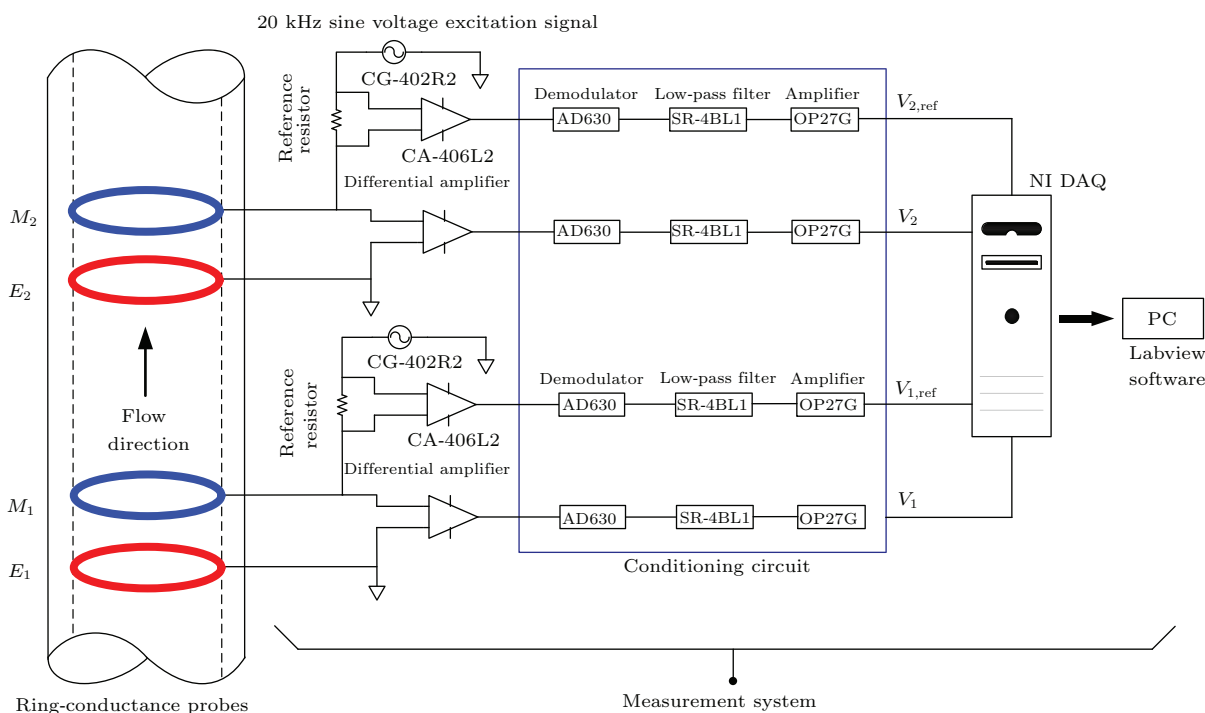 20 kHz sine voltage excitation signal
CG-402R2
Reference
resistor
CA-406L2
Differential amplifier
Demodulator
Low-pass filter
Amplifier
AD630
SR-4BL1
OP27G
V2,ref
NI DAQ
M2
AD630
SR-4BL1
OP27G
V2
E2
CG-402R2
Reference
resistor
CA-406L2
Differential amplifier
Demodulator
Low-pass filter
Amplifier
AD630
SR-4BL1
OP27G
V1,ref
PC
Labview
software
Flow
direction
M1
AD630
SR-4BL1
OP27G
V1
E1
Conditioning circuit
Ring-conductance probes
Measurement system